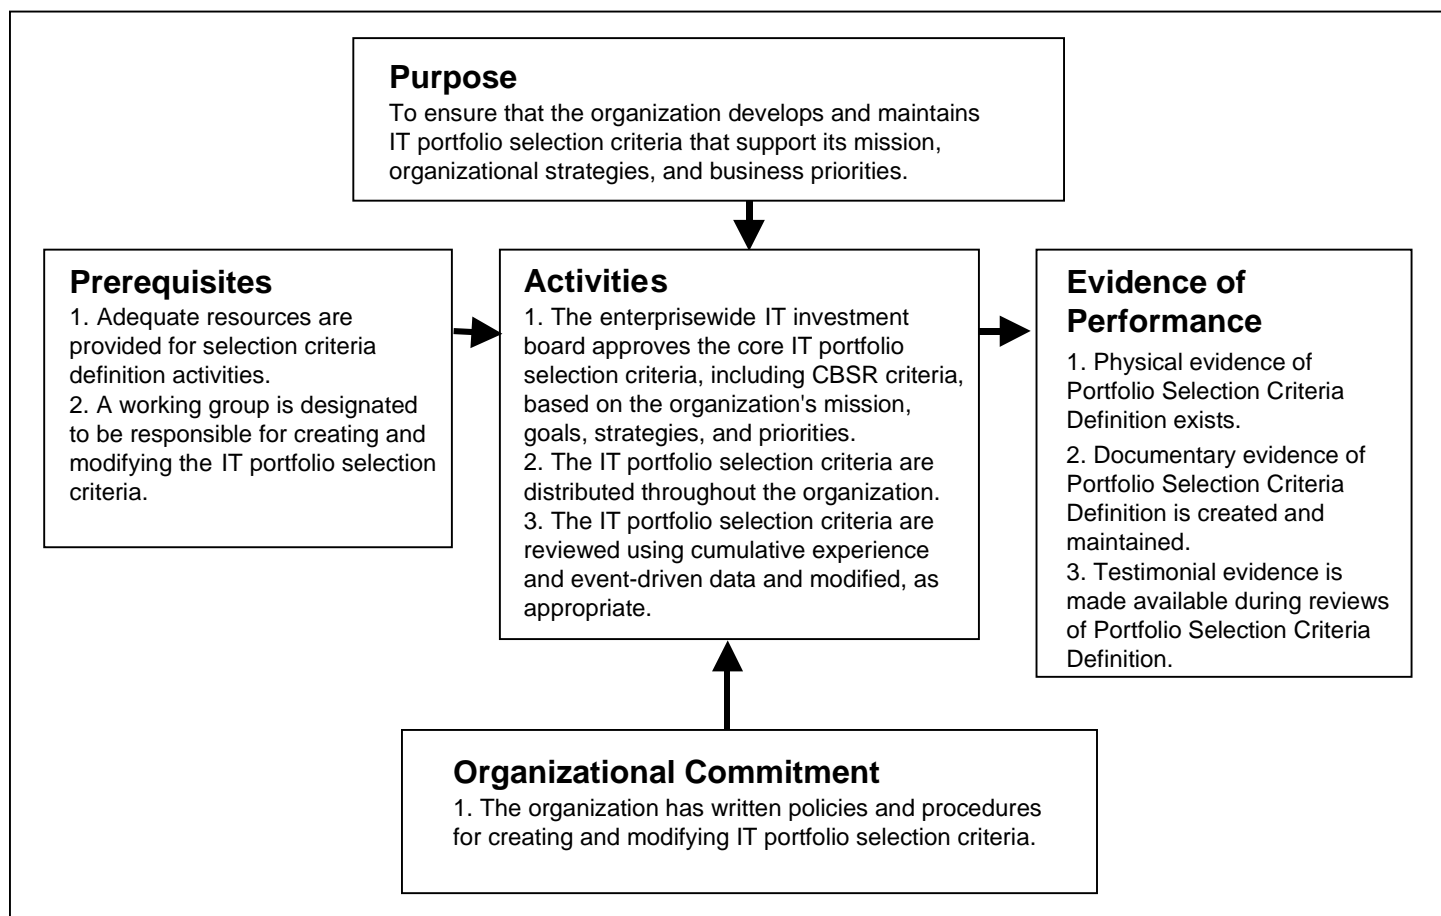 Purpose
To ensure that the organization develops and maintains
IT portfolio selection criteria that support its mission,
organizational strategies, and business priorities.
Prerequisites
1. Adequate resources are
provided for selection criteria
definition activities.
2. A working group is designated
to be responsible for creating and
modifying the IT portfolio selection
criteria.
Activities
1. The enterprisewide IT investment
board approves the core IT portfolio
selection criteria, including CBSR criteria,
based on the organization's mission,
goals, strategies, and priorities.
2. The IT portfolio selection criteria are
distributed throughout the organization.
3. The IT portfolio selection criteria are
reviewed using cumulative experience
and event-driven data and modified, as
appropriate.
Evidence of
Performance
1. Physical evidence of
Portfolio Selection Criteria
Definition exists.
2. Documentary evidence of
Portfolio Selection Criteria
Definition is created and
maintained.
3. Testimonial evidence is
made available during reviews
of Portfolio Selection Criteria
Definition.
Organizational Commitment
1. The organization has written policies and procedures
for creating and modifying IT portfolio selection criteria.